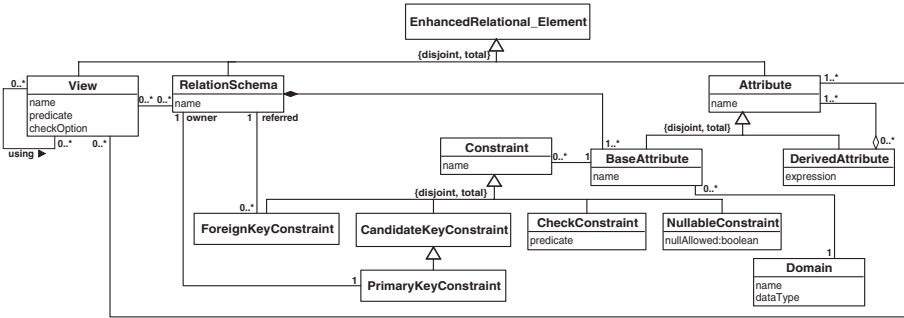 EnhancedRelational_Element
{disjoint, total}
0..*
View
name
predicate
checkOption
0..*
0..*
RelationSchema
name
Attribute
name
1..*
1..*
using ▶
0..*
0..*
1 owner
1 referred
{disjoint, total}
Constraint
name
0..*
1
1..*
BaseAttribute
name
DerivedAttribute
expression
0..*
{disjoint, total}
0..*
0..*
ForeignKeyConstraint
CandidateKeyConstraint
CheckConstraint
predicate
NullableConstraint
nullAllowed:boolean
1
PrimaryKeyConstraint
1
Domain
name
dataType